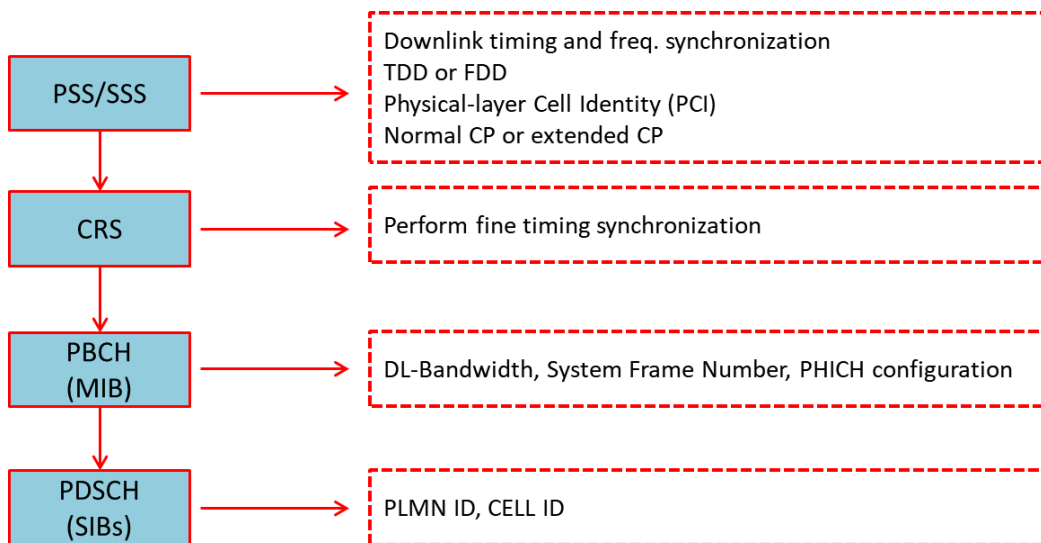 PSS/SSS
Downlink timing and freq. synchronization
TDD or FDD
Physical-layer Cell Identity (PCI)
Normal CP or extended CP
CRS
Perform fine timing synchronization
PBCH
(MIB)
DL-Bandwidth, System Frame Number, PHICH configuration
PDSCH
(SIBs)
PLMN ID, CELL ID